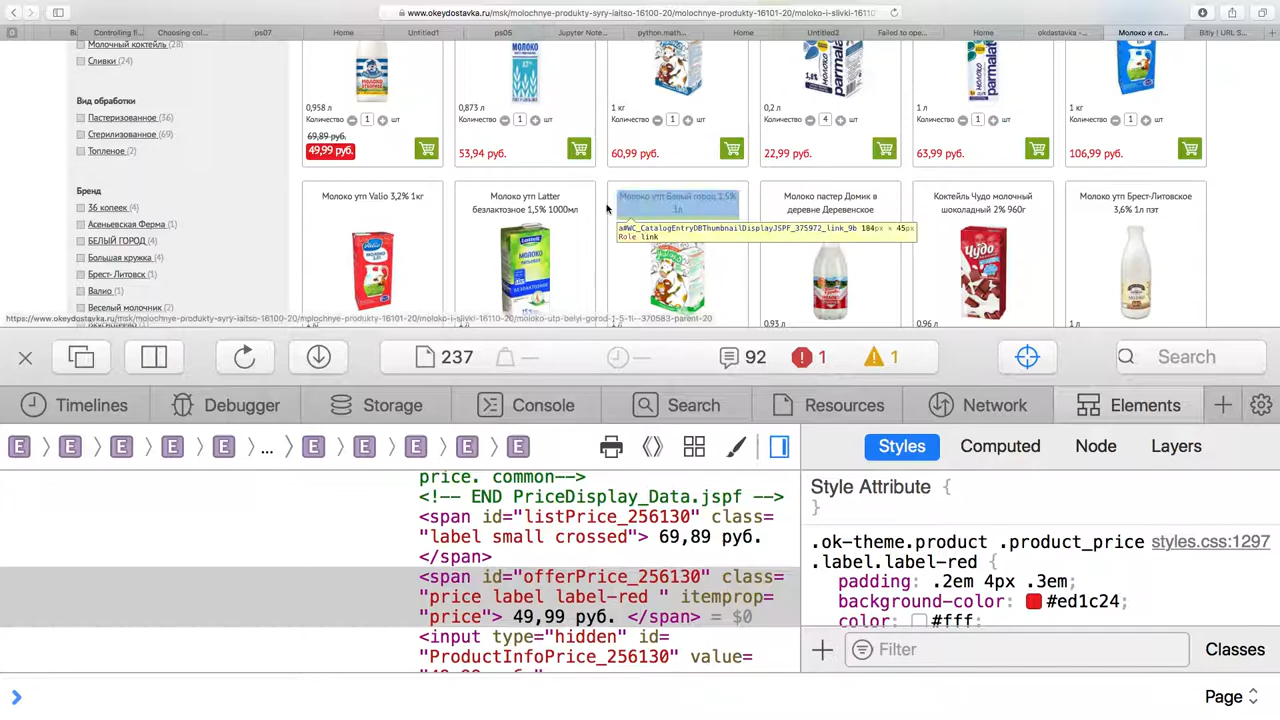 www.okeydostavka.ru/msk/molochnye-produkty-syry-iaitso-16100-20/molochnye-produkty-16101-20/moloko-i-slivki-16110
Controlling fi...
Choosing col...
ps07
Home
Untitled1
ps05
Jupyter Note...
python.math...
Home
Untitled2
Failed to ope...
Home
okdastavka -...
Молоко и сл...
Bitly | URL S...
Молочный коктейль (28)
Сливки (24)
Вид обработки
Пастеризованное (36)
Стерилизованное (69)
Топленое (2)
Бренд
36 копеек (4)
Асеньевская Ферма (1)
БЕЛЫЙ ГОРОД (4)
Большая кружка (4)
Брест- Литовск (1)
Валио (1)
Веселый молочник (2)
0,958 л
Количество 1 шт
69,89 руб.
49,99 руб.
0,873 л
Количество 1 шт
53,94 руб.
1 кг
Количество 1 шт
60,99 руб.
0,2 л
Количество 4 шт
22,99 руб.
1 л
Количество 1 шт
63,99 руб.
1 кг
Количество 1 шт
106,99 руб.
Молоко утп Valio 3,2% 1кг
Молоко утп Latter
безлактозное 1,5% 1000мл
Молоко утп Белый город 1,5%
1л
Молоко пастер Домик в
деревне Деревенское
Коктейль Чудо молочный
шоколадный 2% 960г
Молоко утп Брест-Литовское
3,6% 1л пэт
a#WC_CatalogEntryDBThumbnailDisplayJSPF_375972_link_9b 184px × 45px
Role link
0,93 л
0,96 л
1 л
https://www.okeydostavka.ru/msk/molochnye-produkty-syry-iaitso-16100-20/molochnye-produkty-16101-20/moloko-i-slivki-16110-20/moloko-utp-belyi-gorod-1-5-1l--370583-parent-20
237
—
—
92
1
1
Search
Timelines
Debugger
Storage
Console
Search
Resources
Network
Elements
E E E E E ... E E E E E
Styles
Computed
Node
Layers
price. common-->
<!-- END PriceDisplay_Data.jspf -->
<span id="listPrice_256130" class=
"label small crossed"> 69,89 руб.
</span>
<span id="offerPrice_256130" class=
"price label label-red " itemprop=
"price"> 49,99 руб. </span> = $0
<input type="hidden" id=
"ProductInfoPrice_256130" value=
Style Attribute {
}
.ok-theme.product .product_price styles.css:1297
.label.label-red {
padding: .2em 4px .3em;
background-color: #ed1c24;
color: #fff;
Filter
Classes
Page